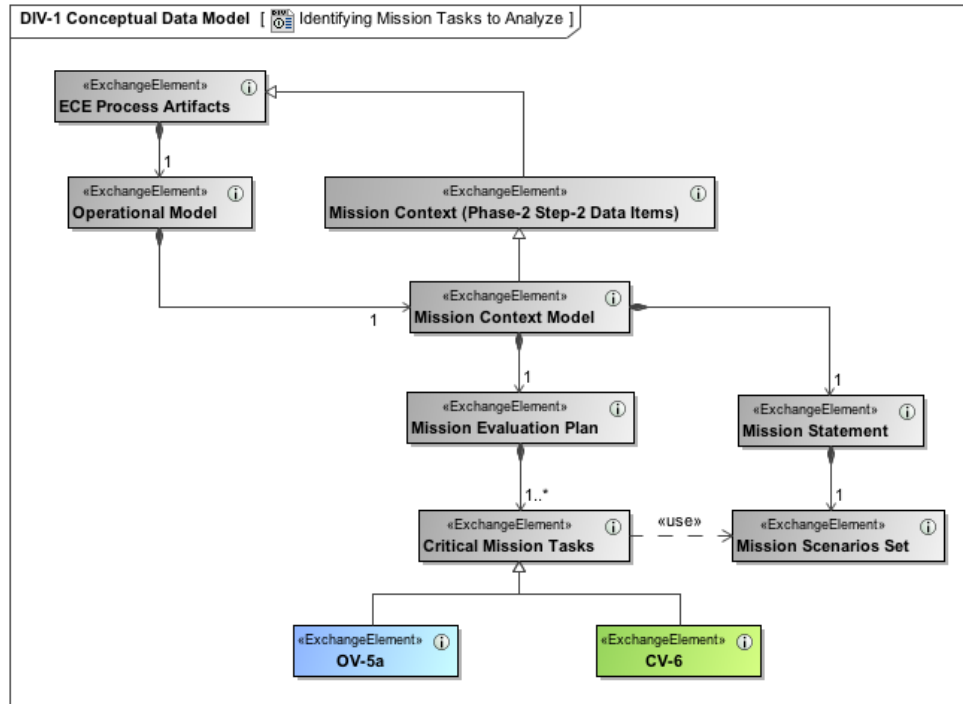 DIV-1 Conceptual Data Model [ DIV-1 Identifying Mission Tasks to Analyze ]
«ExchangeElement»
ECE Process Artifacts
1
«ExchangeElement»
Operational Model
«ExchangeElement»
Mission Context (Phase-2 Step-2 Data Items)
«ExchangeElement»
Mission Context Model
1
1
1
«ExchangeElement»
Mission Evaluation Plan
«ExchangeElement»
Mission Statement
1..*
1
«ExchangeElement»
Critical Mission Tasks
«use»
«ExchangeElement»
Mission Scenarios Set
«ExchangeElement»
OV-5a
«ExchangeElement»
CV-6